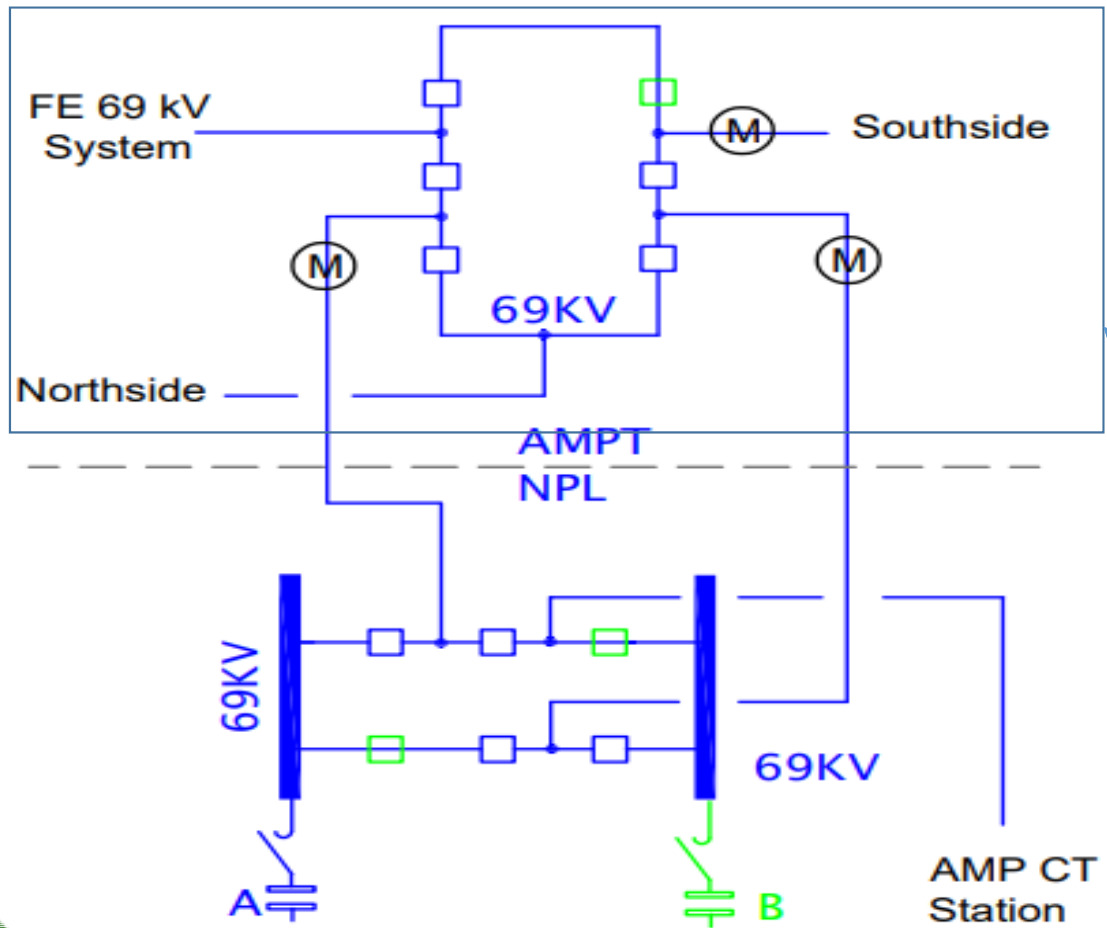 FE 69 kV
System
M
Southside
M
M
69KV
Northside
AMPT
NPL
69KV
69KV
A
B
AMP CT
Station